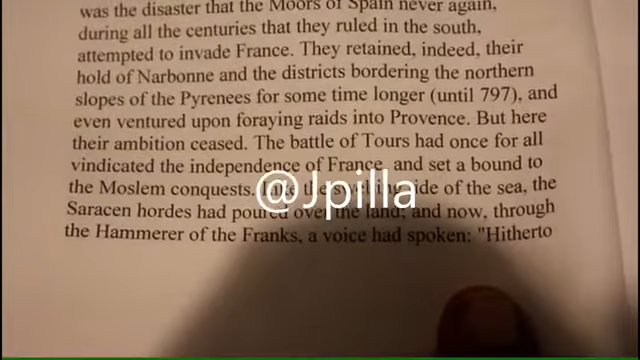 was the disaster that the Moors of Spain never again,
during all the centuries that they ruled in the south,
attempted to invade France. They retained, indeed, their
hold of Narbonne and the districts bordering the northern
slopes of the Pyrenees for some time longer (until 797), and
even ventured upon foraying raids into Provence. But here
their ambition ceased. The battle of Tours had once for all
vindicated the independence of France, and set a bound to
the Moslem conquests. the tide of the sea, the
@Jpilla
Saracen hordes had poured over the land; and now, through
the Hammerer of the Franks, a voice had spoken: "Hitherto